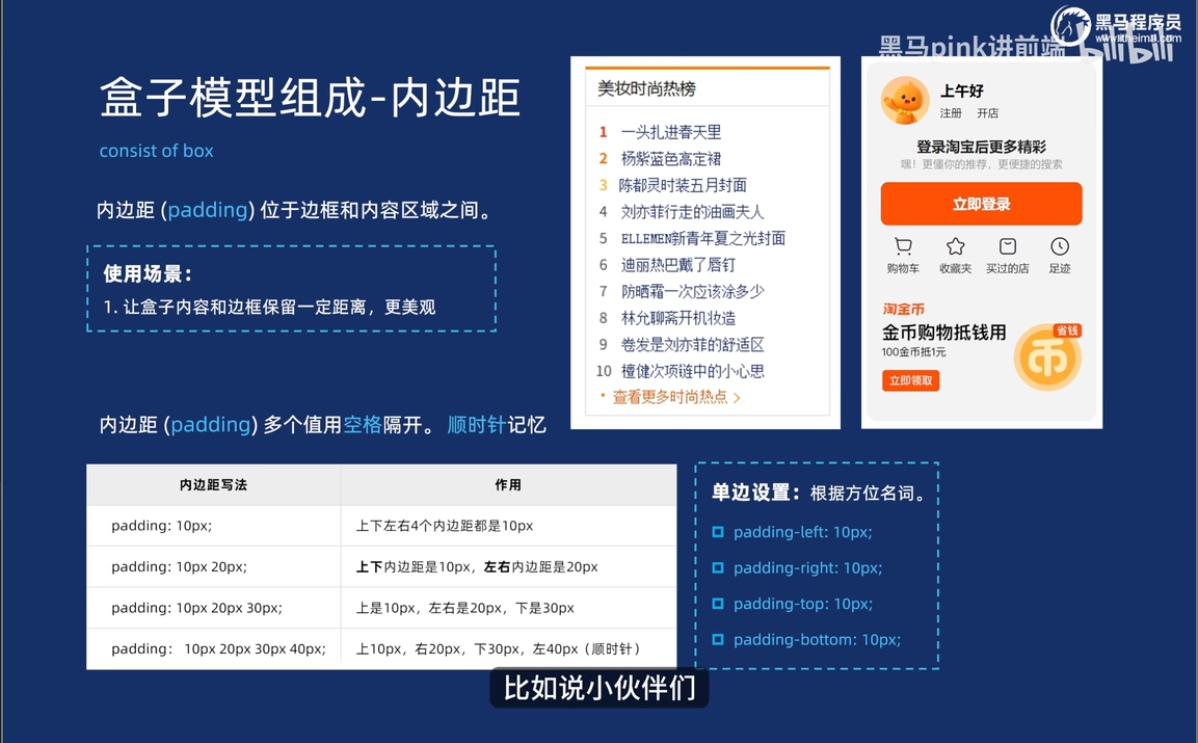 黑马程序员
www.itheima.com
黑马pink讲前端
bilibili
盒子模型组成-内边距
consist of box
内边距 (padding) 位于边框和内容区域之间。
使用场景：
1. 让盒子内容和边框保留一定距离，更美观
美妆时尚热榜
1 一头扎进春天里
2 杨紫蓝色高定裙
3 陈都灵时装五月封面
4 刘亦菲行走的油画夫人
5 ELLEMEN新青年夏之光封面
6 迪丽热巴戴了唇钉
7 防晒霜一次应该涂多少
8 林允聊斋开机妆造
9 卷发是刘亦菲的舒适区
10 檀健次项链中的小心思
· 查看更多时尚热点 >
上午好
注册 开店
登录淘宝后更多精彩
嘿！更懂你的推荐，更便捷的搜索
立即登录
购物车 收藏夹 买过的店 足迹
淘金币
金币购物抵钱用
100金币抵1元
立即领取
省钱
币
内边距 (padding) 多个值用空格隔开。 顺时针记忆
内边距写法 作用
padding: 10px; 上下左右4个内边距都是10px
padding: 10px 20px; 上下内边距是10px，左右内边距是20px
padding: 10px 20px 30px; 上是10px，左右是20px，下是30px
padding: 10px 20px 30px 40px; 上10px，右20px，下30px，左40px（顺时针）
单边设置：根据方位名词。
padding-left: 10px;
padding-right: 10px;
padding-top: 10px;
padding-bottom: 10px;
比如说小伙伴们